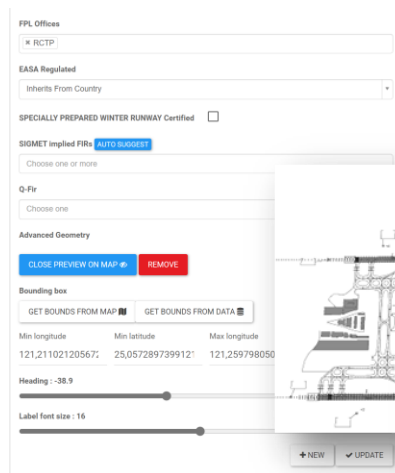 FPL Offices
× RCTP
EASA Regulated
Inherits From Country
SPECIALLY PREPARED WINTER RUNWAY Certified
SIGMET implied FIRs AUTO SUGGEST
Choose one or more
Q-Fir
Choose one
Advanced Geometry
CLOSE PREVIEW ON MAP REMOVE
Bounding box
GET BOUNDS FROM MAP GET BOUNDS FROM DATA
Min longitude Min latitude Max longitude
121,211021205672 25,0572897399121 121,259798050
Heading : -38.9
Label font size : 16
+ NEW ✔ UPDATE